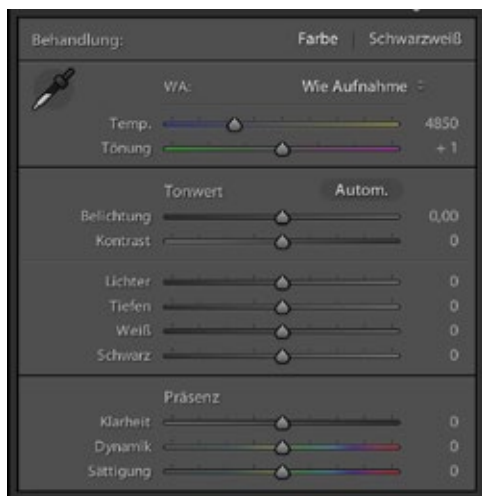 Behandlung: Farbe | Schwarzweiß
WA: Wie Aufnahme
Temp. 4850
Tönung + 1
Tonwert Autom.
Belichtung 0,00
Kontrast 0
Lichter 0
Tiefen 0
Weiß 0
Schwarz 0
Präsenz
Klarheit 0
Dynamik 0
Sättigung 0